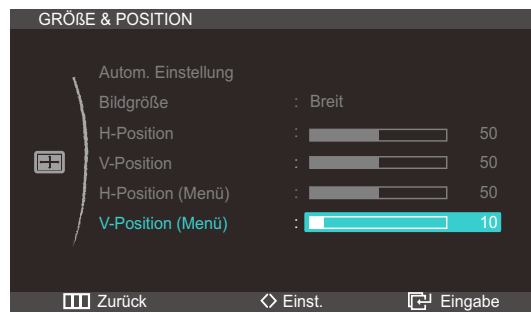 GRÖßE & POSITION
Autom. Einstellung
Bildgröße : Breit
H-Position : 50
V-Position : 50
H-Position (Menü) : 50
V-Position (Menü) : 10
Zurück Einst. Eingabe